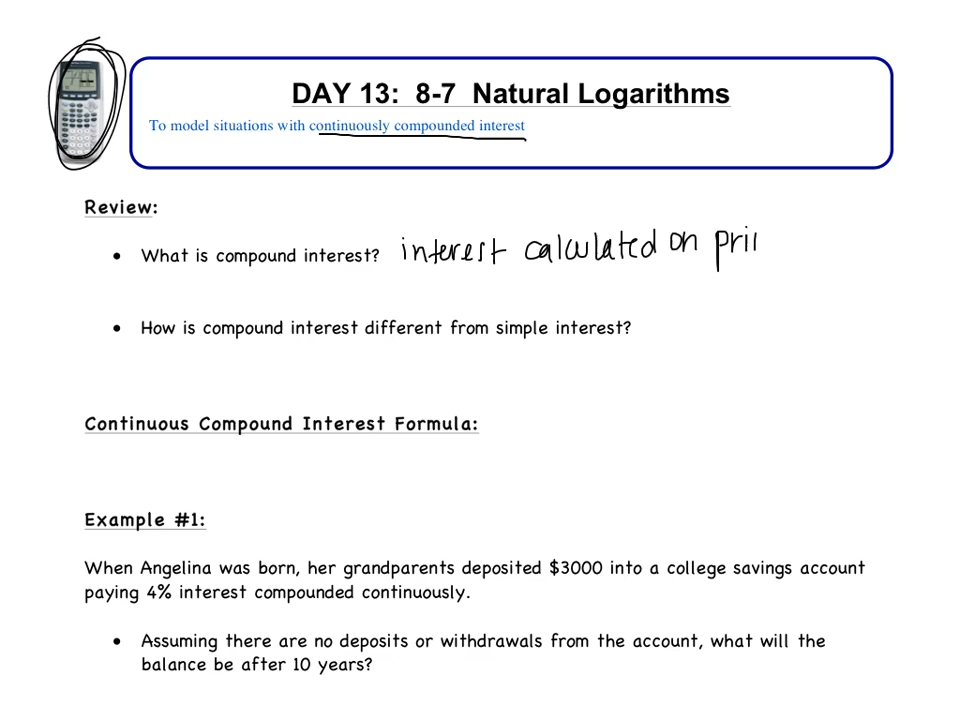 DAY 13: 8-7 Natural Logarithms
To model situations with continuously compounded interest
Review:
• What is compound interest? interest calculated on
• How is compound interest different from simple interest?
Continuous Compound Interest Formula:
Example #1:
When Angelina was born, her grandparents deposited $3000 into a college savings account
paying 4% interest compounded continuously.
• Assuming there are no deposits or withdrawals from the account, what will the
balance be after 10 years?